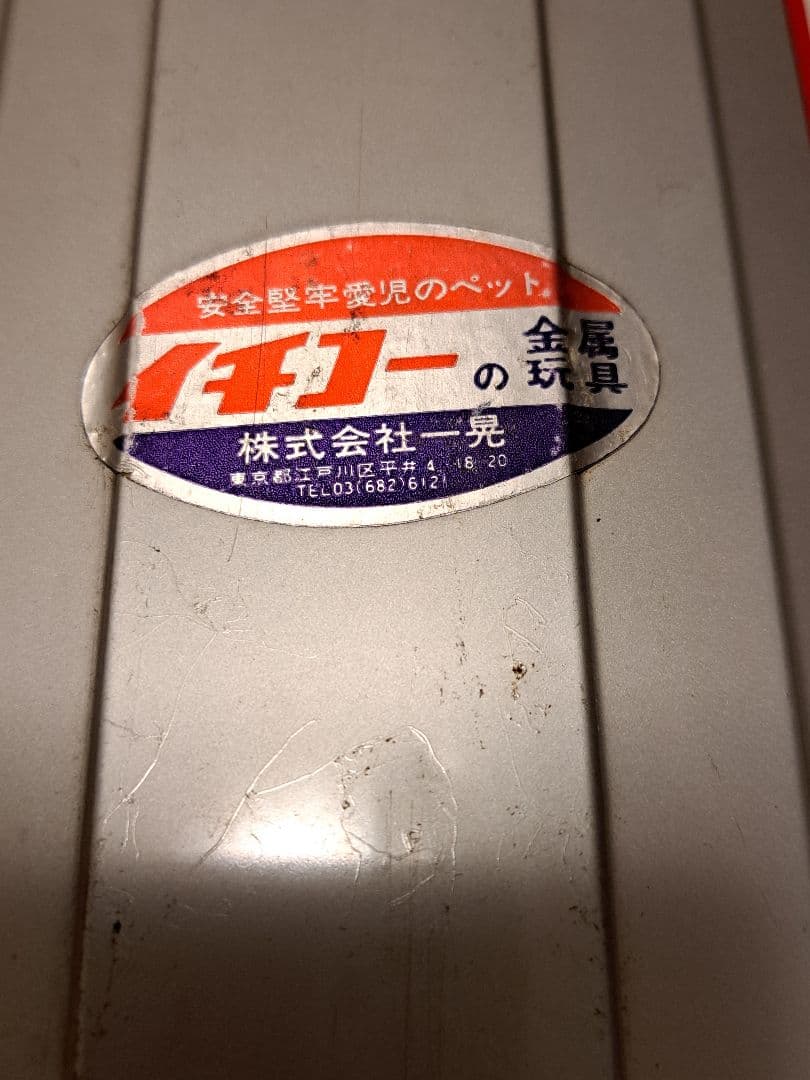 安全堅牢愛児のペット
イチコーの金属玩具
株式会社一晃
東京都江戸川区平井4-18-20
TEL03(682)6121